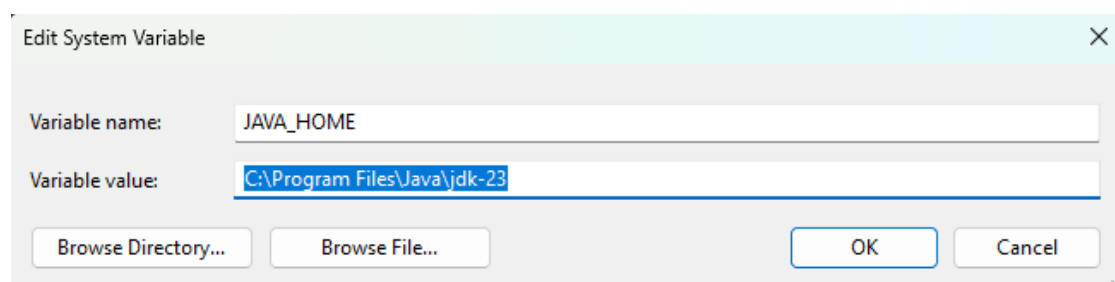 Edit System Variable
Variable name: JAVA_HOME
Variable value: C:\Program Files\Java\jdk-23
Browse Directory... Browse File... OK Cancel